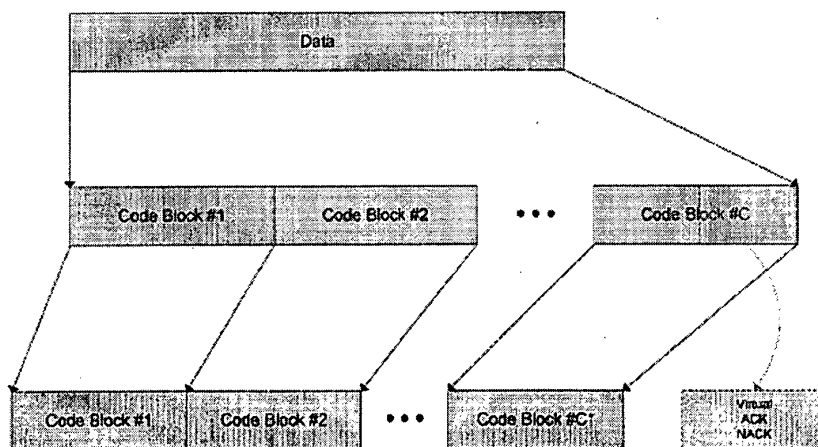 Data
Code Block #1 Code Block #2 ••• Code Block #C
Code Block #1 Code Block #2 ••• Code Block #C
Virtual
ACK
NACK